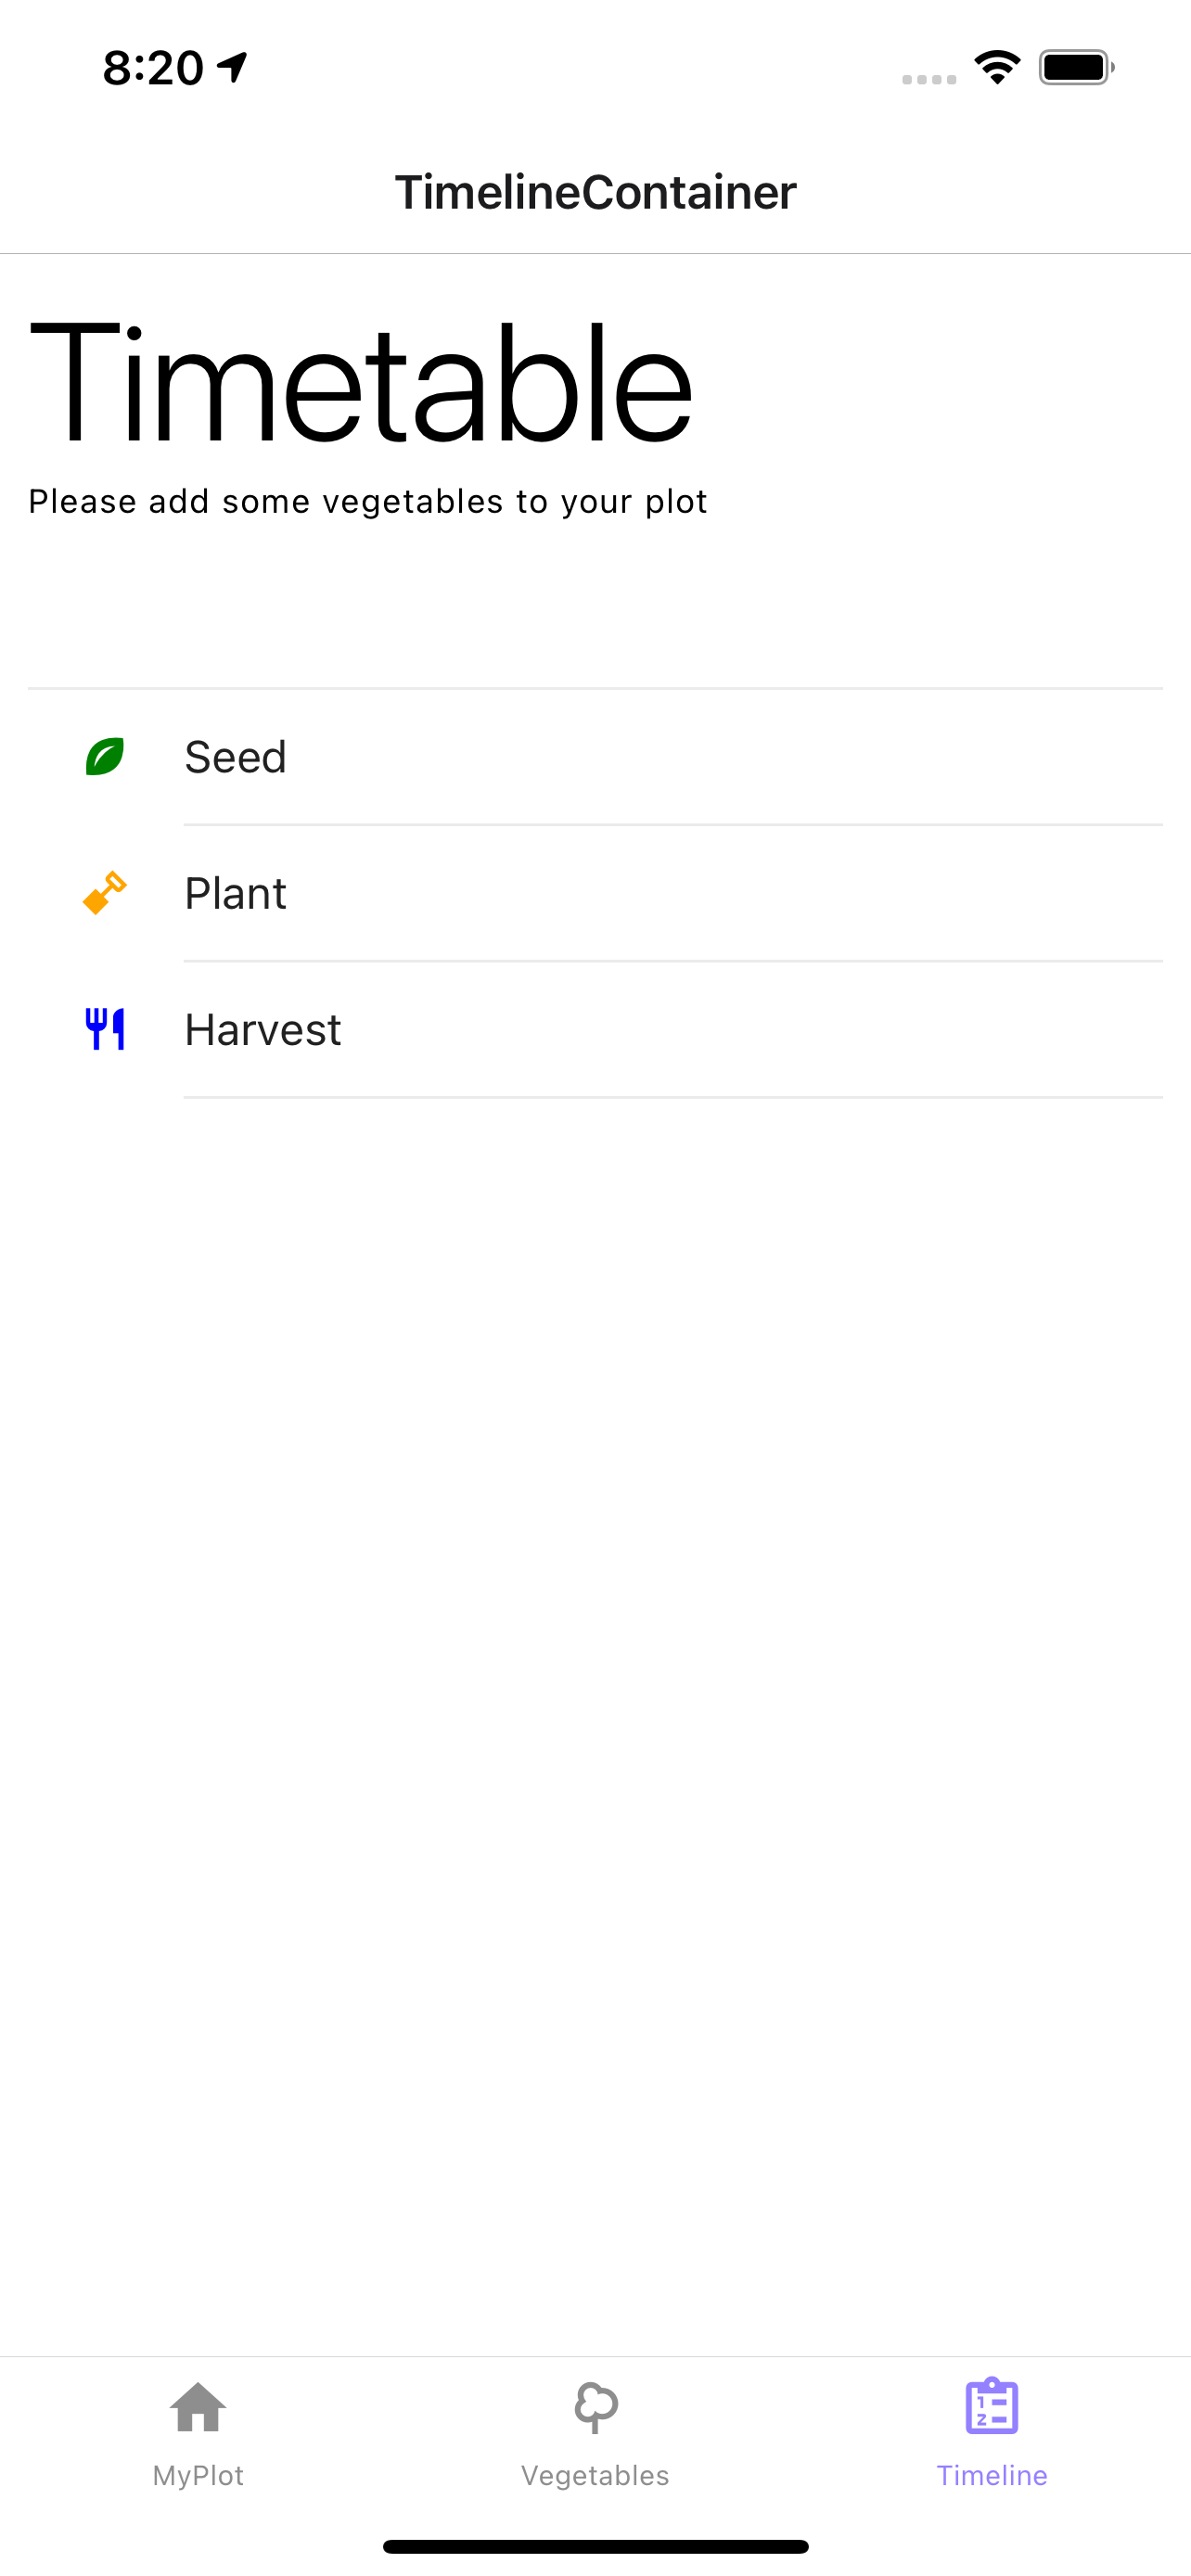 8:20
TimelineContainer
Timetable
Please add some vegetables to your plot
Seed
Plant
Harvest
MyPlot
Vegetables
Timeline